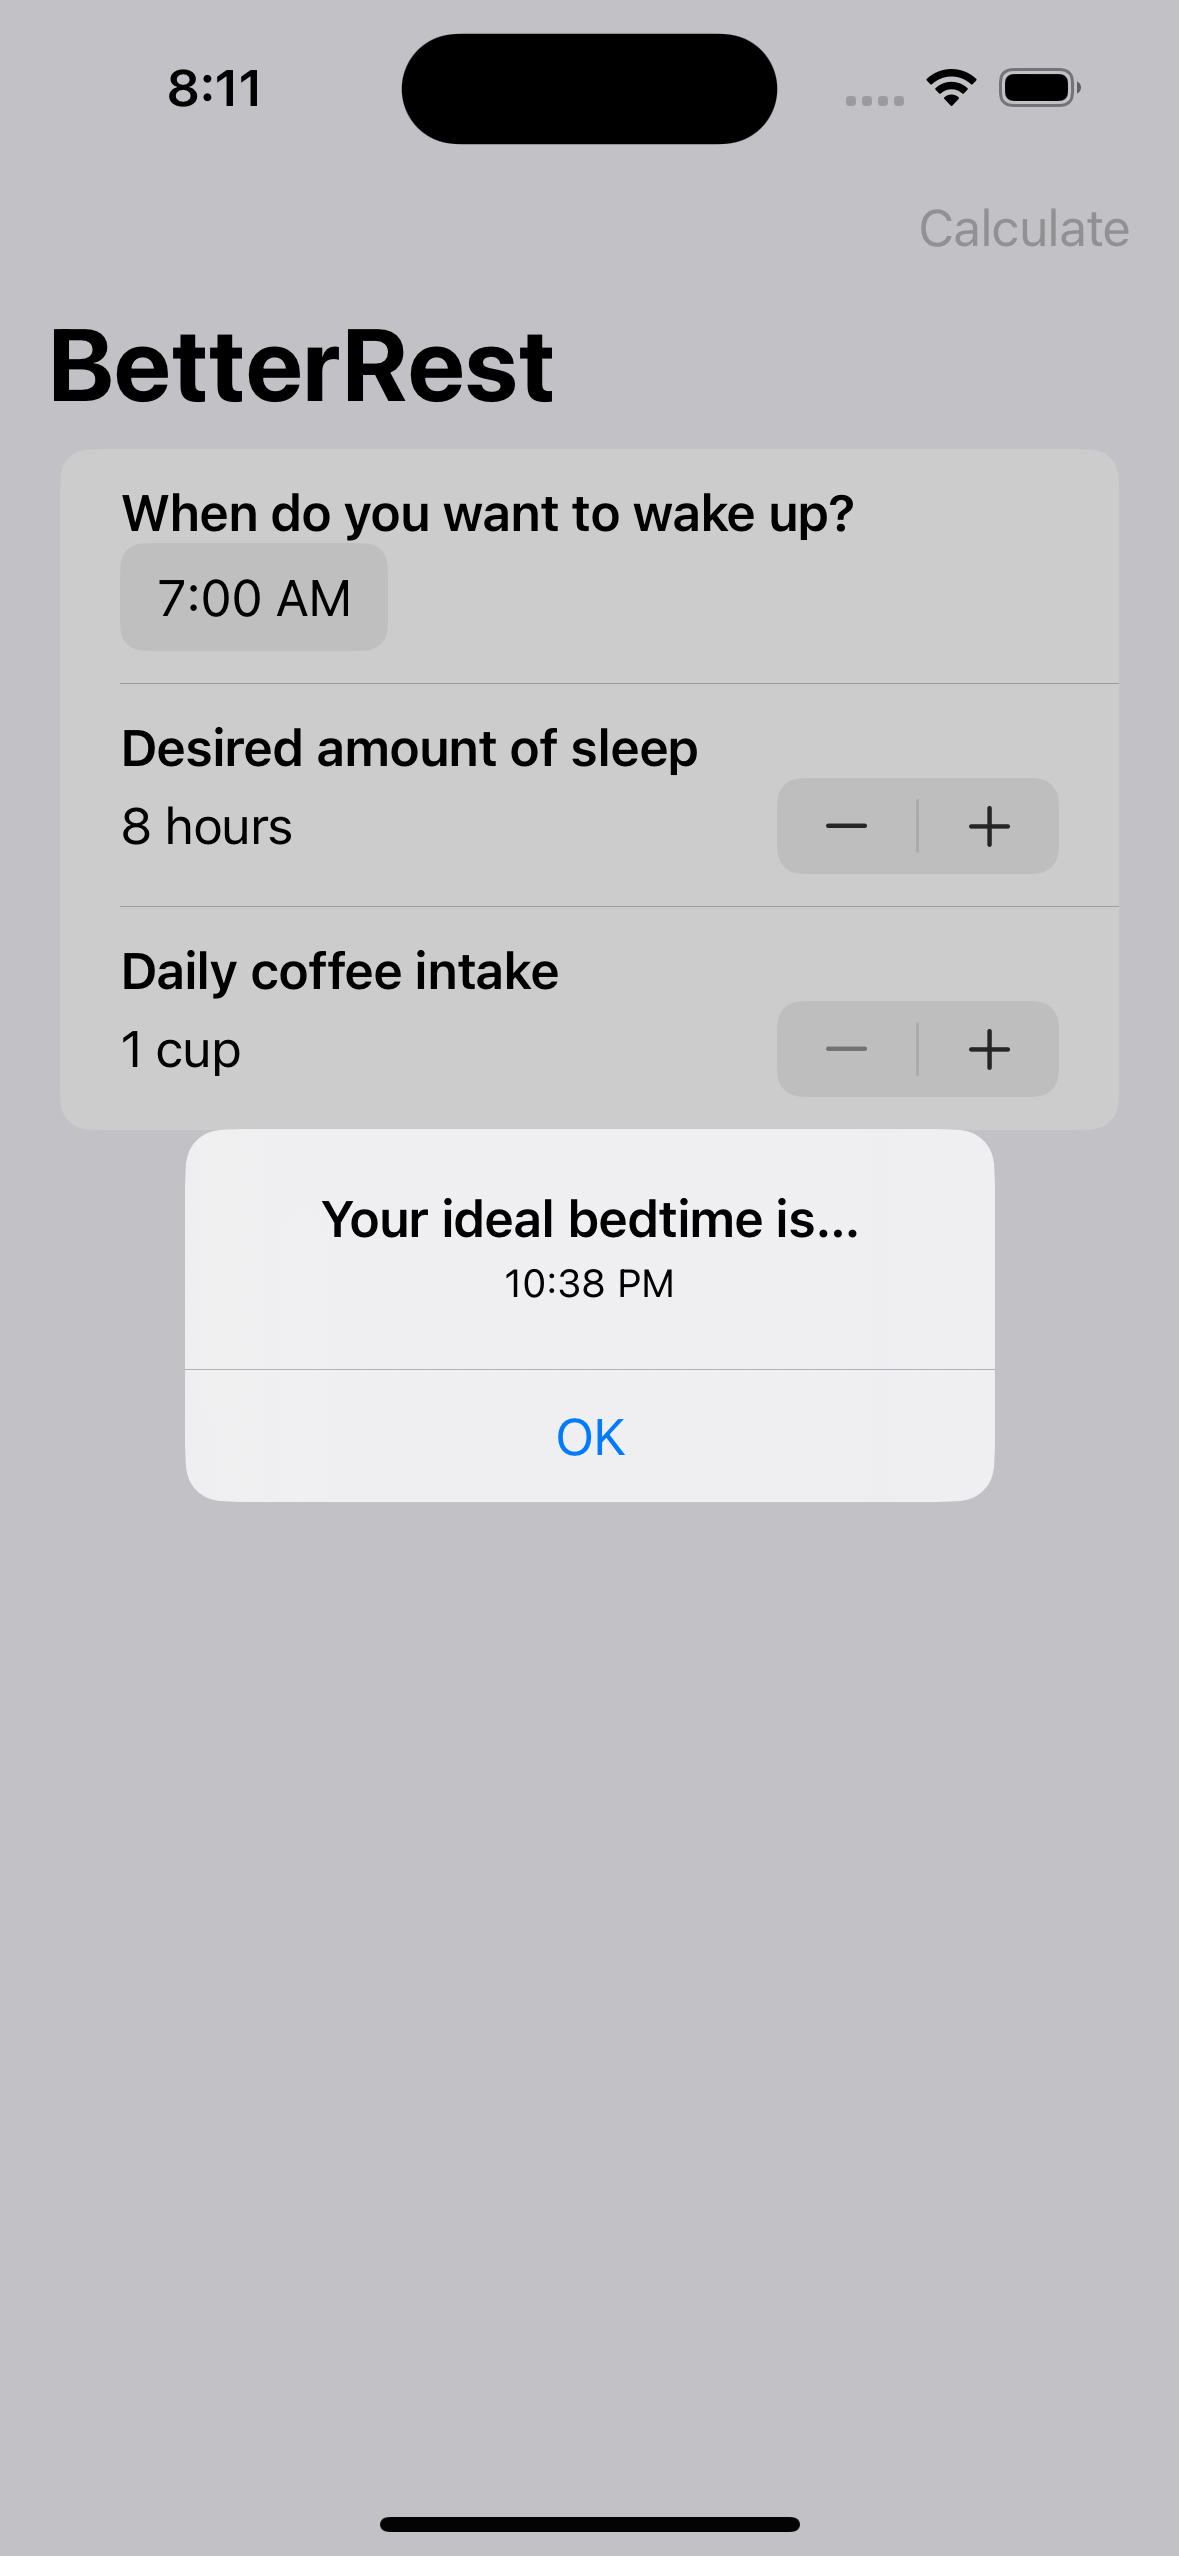 8:11
Calculate
BetterRest
When do you want to wake up?
7:00 AM
Desired amount of sleep
8 hours
Daily coffee intake
1 cup
Your ideal bedtime is…
10:38 PM
OK